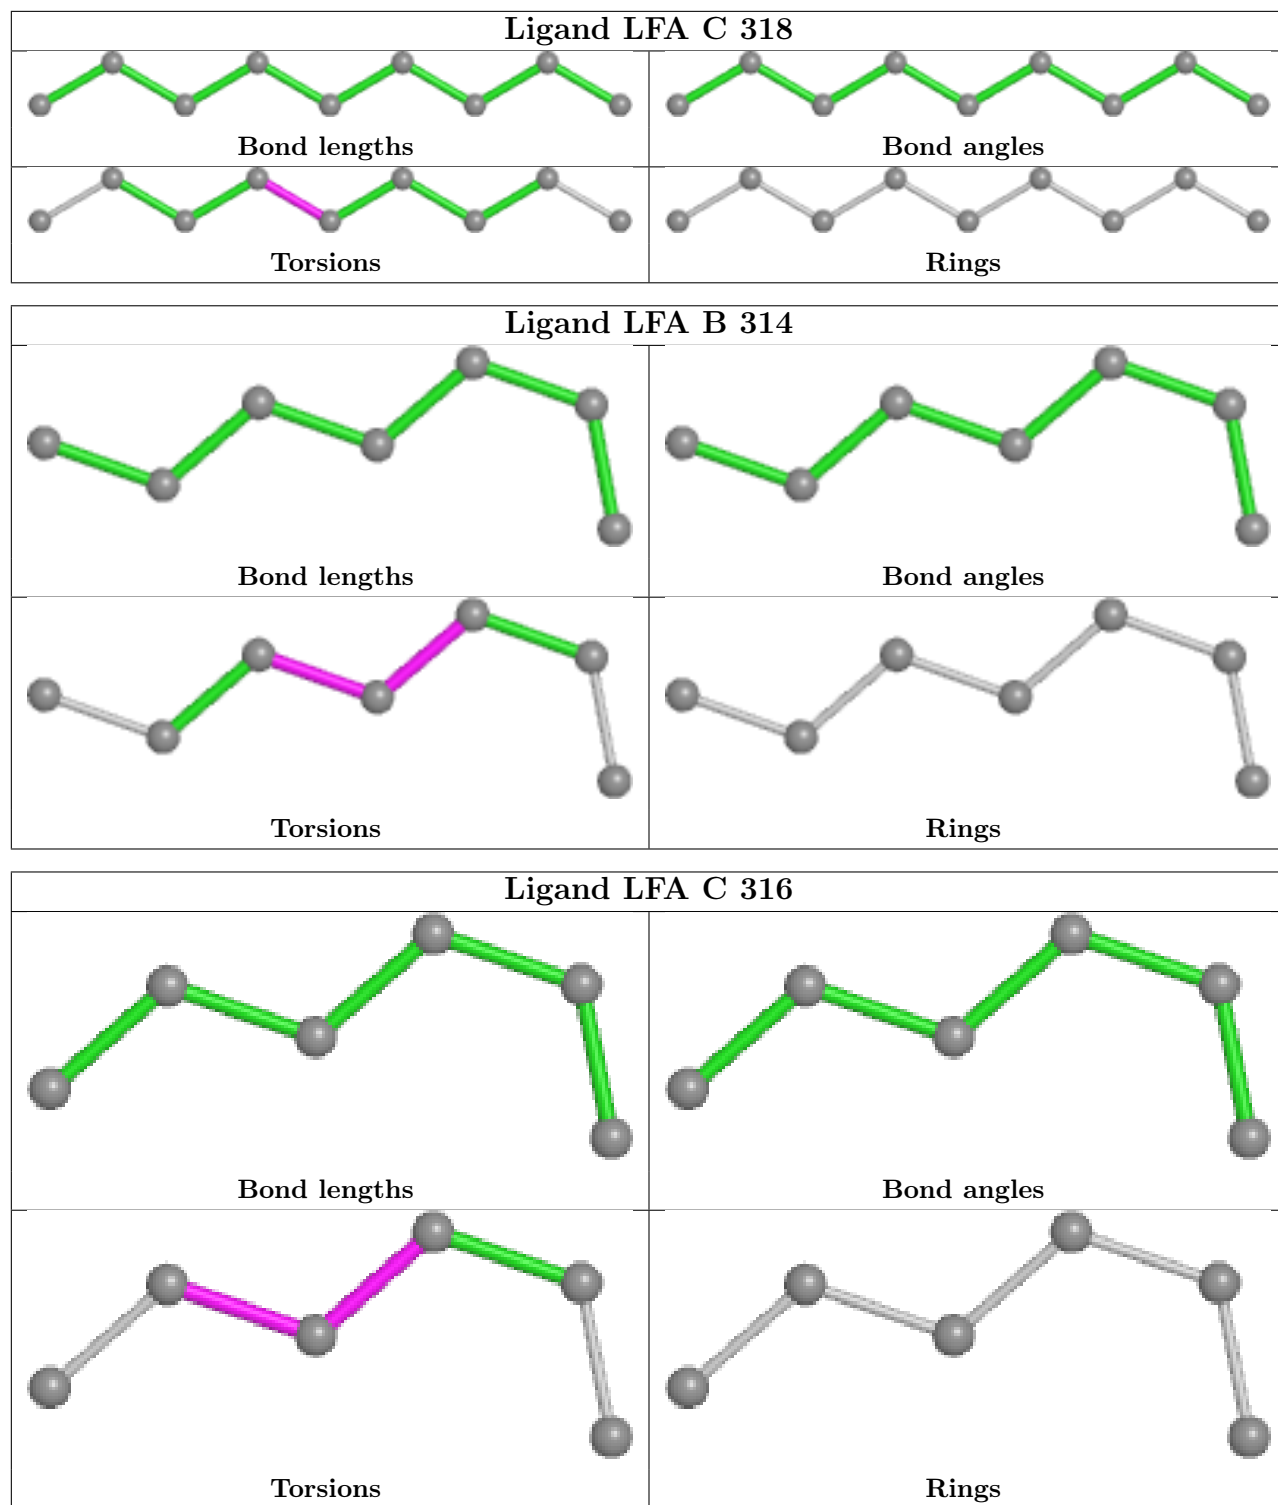 Ligand LFA C 318
Bond lengths
Bond angles
Torsions
Rings
Ligand LFA B 314
Bond lengths
Bond angles
Torsions
Rings
Ligand LFA C 316
Bond lengths
Bond angles
Torsions
Rings